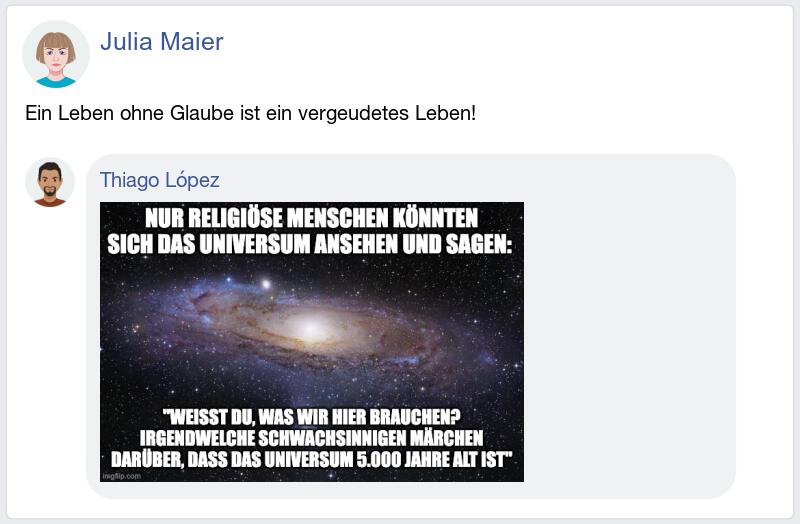 Julia Maier
Ein Leben ohne Glaube ist ein vergeudetes Leben!
Thiago López
NUR RELIGIÖSE MENSCHEN KÖNNTEN
SICH DAS UNIVERSUM ANSEHEN UND SAGEN:
"WEISST DU, WAS WIR HIER BRAUCHEN?
IRGENDWELCHE SCHWACHSINNIGEN MÄRCHEN
DARÜBER, DASS DAS UNIVERSUM 5.000 JAHRE ALT IST"
imgflip.com